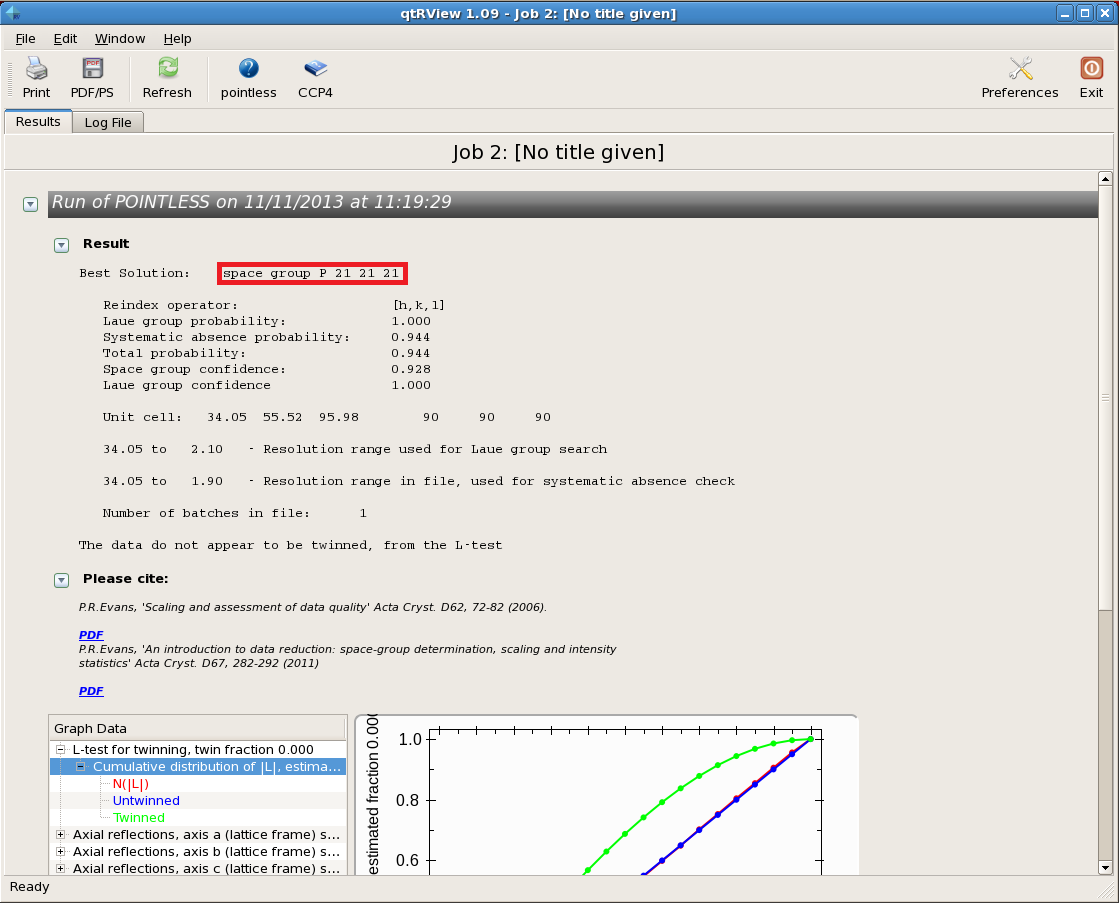 qtRView 1.09 - Job 2: [No title given]
File Edit Window Help
Print PDF/PS Refresh pointless CCP4 Preferences Exit
Results Log File
Job 2: [No title given]
Run of POINTLESS on 11/11/2013 at 11:19:29
Result
Best Solution: space group P 21 21 21
Reindex operator: [h,k,l]
Laue group probability: 1.000
Systematic absence probability: 0.944
Total probability: 0.944
Space group confidence: 0.928
Laue group confidence 1.000
Unit cell: 34.05 55.52 95.98 90 90 90
34.05 to 2.10 - Resolution range used for Laue group search
34.05 to 1.90 - Resolution range in file, used for systematic absence check
Number of batches in file: 1
The data do not appear to be twinned, from the L-test
Please cite:
P.R.Evans, 'Scaling and assessment of data quality' Acta Cryst. D62, 72-82 (2006).
PDF
P.R.Evans, 'An introduction to data reduction: space-group determination, scaling and intensity
statistics' Acta Cryst. D67, 282-292 (2011)
PDF
Graph Data
L-test for twinning, twin fraction 0.000
Cumulative distribution of |L|, estima...
N(|L|)
Untwinned
Twinned
Axial reflections, axis a (lattice frame) s...
Axial reflections, axis b (lattice frame) s...
Axial reflections, axis c (lattice frame) s...
estimated fraction 0.000
1.0
0.8
0.6
Ready